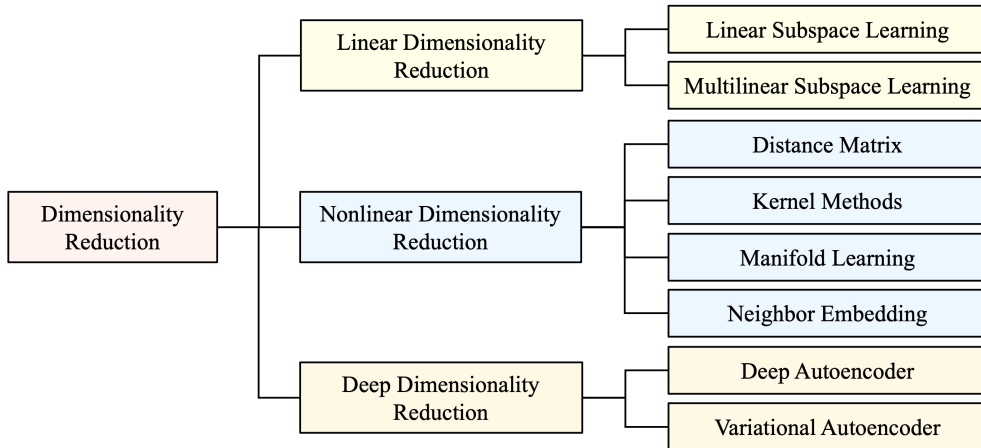 Dimensionality
Reduction
Linear Dimensionality
Reduction
Linear Subspace Learning
Multilinear Subspace Learning
Nonlinear Dimensionality
Reduction
Distance Matrix
Kernel Methods
Manifold Learning
Neighbor Embedding
Deep Dimensionality
Reduction
Deep Autoencoder
Variational Autoencoder